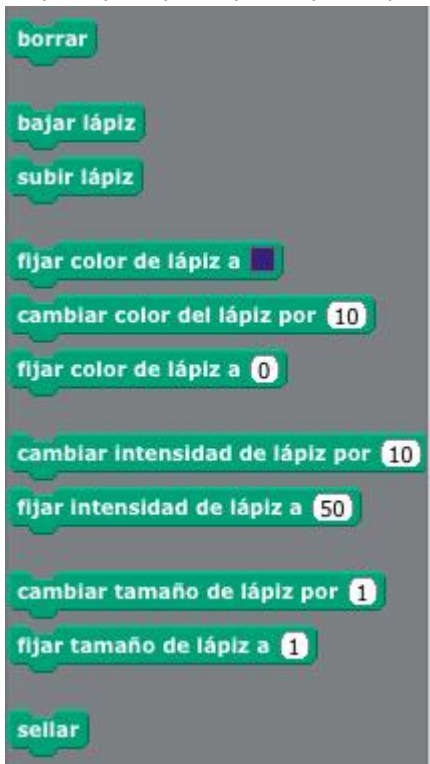 borrar
bajar lápiz
subir lápiz
fijar color de lápiz a
cambiar color del lápiz por 10
fijar color de lápiz a 0
cambiar intensidad de lápiz por 10
fijar intensidad de lápiz a 50
cambiar tamaño de lápiz por 1
fijar tamaño de lápiz a 1
sellar